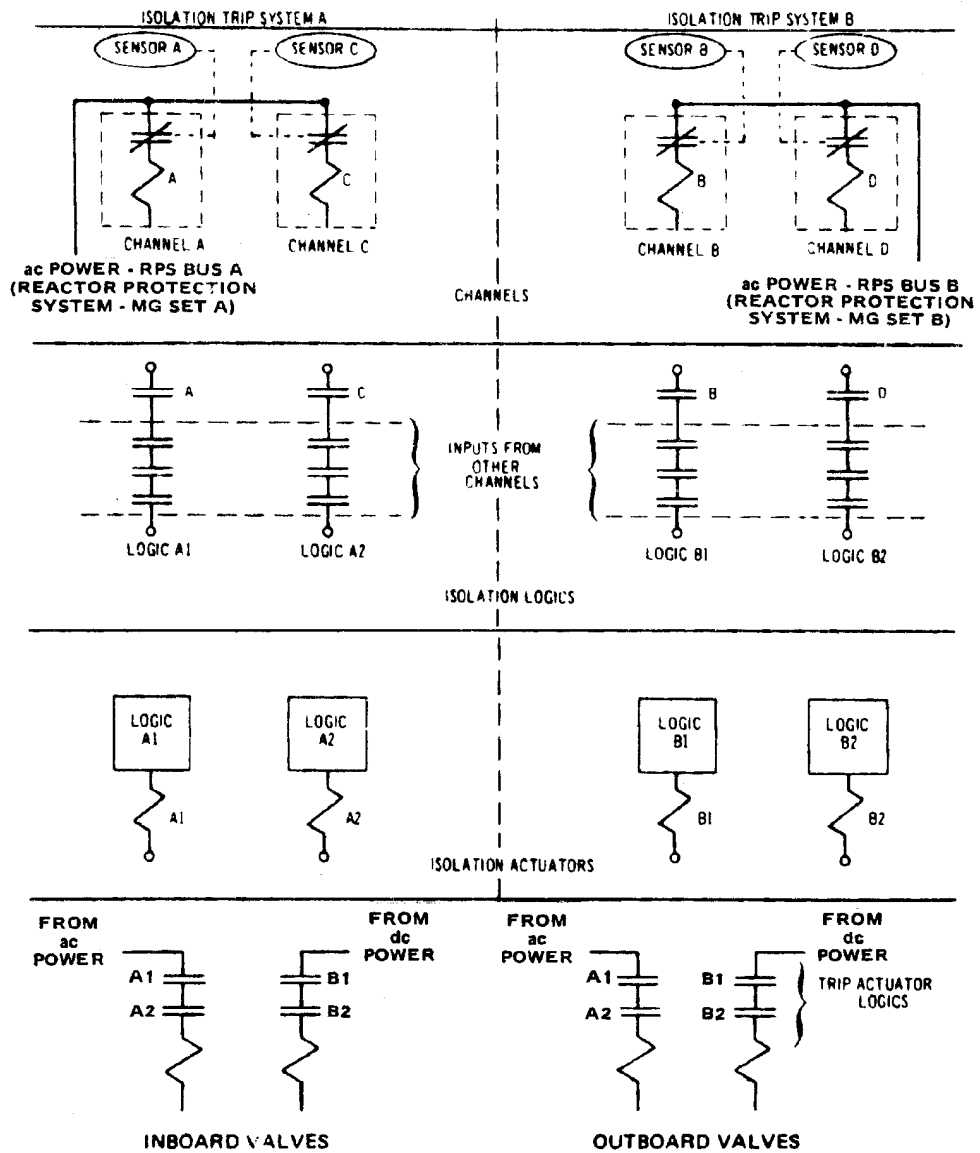 ISOLATION TRIP SYSTEM A
ISOLATION TRIP SYSTEM B
SENSOR A
SENSOR C
SENSOR B
SENSOR D
A
C
B
D
CHANNEL A
CHANNEL C
CHANNEL B
CHANNEL D
ac POWER - RPS BUS A
(REACTOR PROTECTION
SYSTEM - MG SET A)
CHANNELS
ac POWER - RPS BUS B
(REACTOR PROTECTION
SYSTEM - MG SET B)
A
C
B
D
INPUTS FROM
OTHER
CHANNELS
LOGIC A1
LOGIC A2
LOGIC B1
LOGIC B2
ISOLATION LOGICS
LOGIC
A1
LOGIC
A2
LOGIC
B1
LOGIC
B2
A1
A2
B1
B2
ISOLATION ACTUATORS
FROM
ac
POWER
FROM
dc
POWER
FROM
ac
POWER
FROM
dc
POWER
A1
A2
B1
B2
A1
A2
B1
B2
TRIP ACTUATOR
LOGICS
INBOARD VALVES
OUTBOARD VALVES